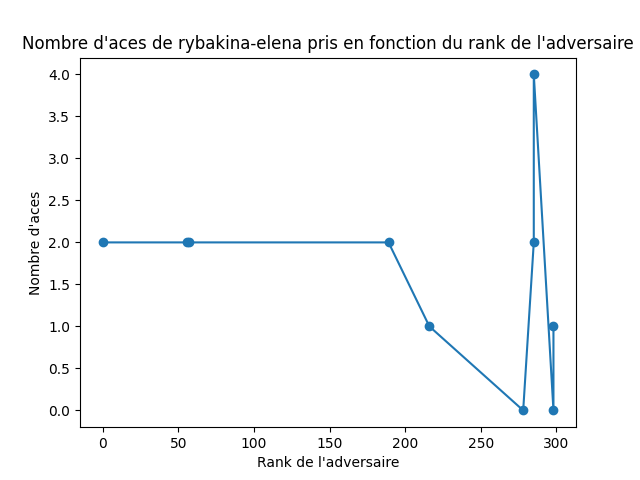 Nombre d'aces de rybakina-elena pris en fonction du rank de l'adversaire
4.0
3.5
3.0
2.5
2.0
1.5
1.0
0.5
0.0
Nombre d'aces
0 50 100 150 200 250 300
Rank de l'adversaire